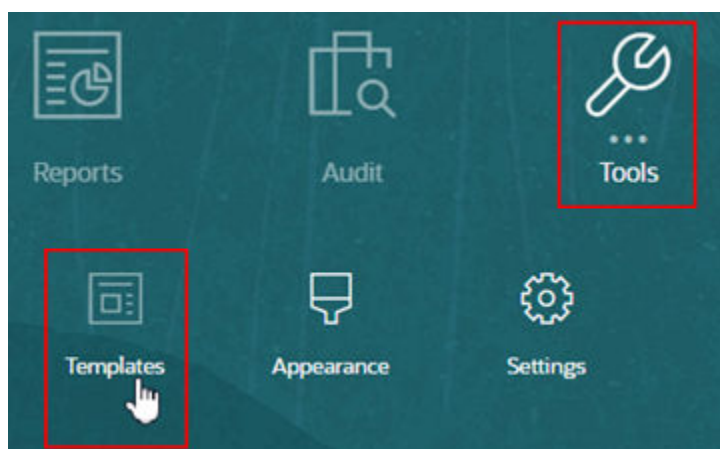 Reports
Audit
Tools
Templates
Appearance
Settings